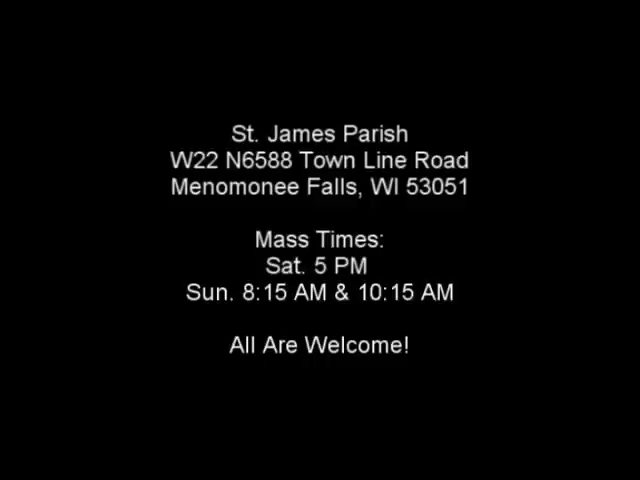 St. James Parish
W22 N6588 Town Line Road
Menomonee Falls, WI 53051
Mass Times:
Sat. 5 PM
Sun. 8:15 AM & 10:15 AM
All Are Welcome!